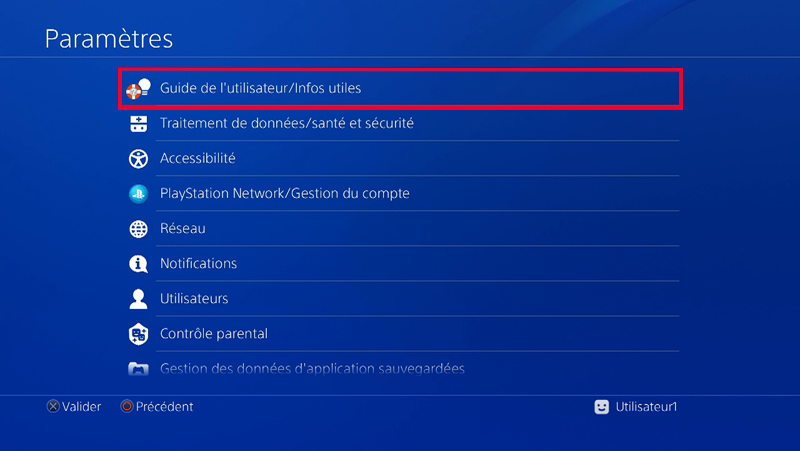 Paramètres
Guide de l'utilisateur/Infos utiles
Traitement de données/santé et sécurité
Accessibilité
PlayStation Network/Gestion du compte
Réseau
Notifications
Utilisateurs
Contrôle parental
Gestion des données d'application sauvegardées
Valider Précédent Utilisateur1